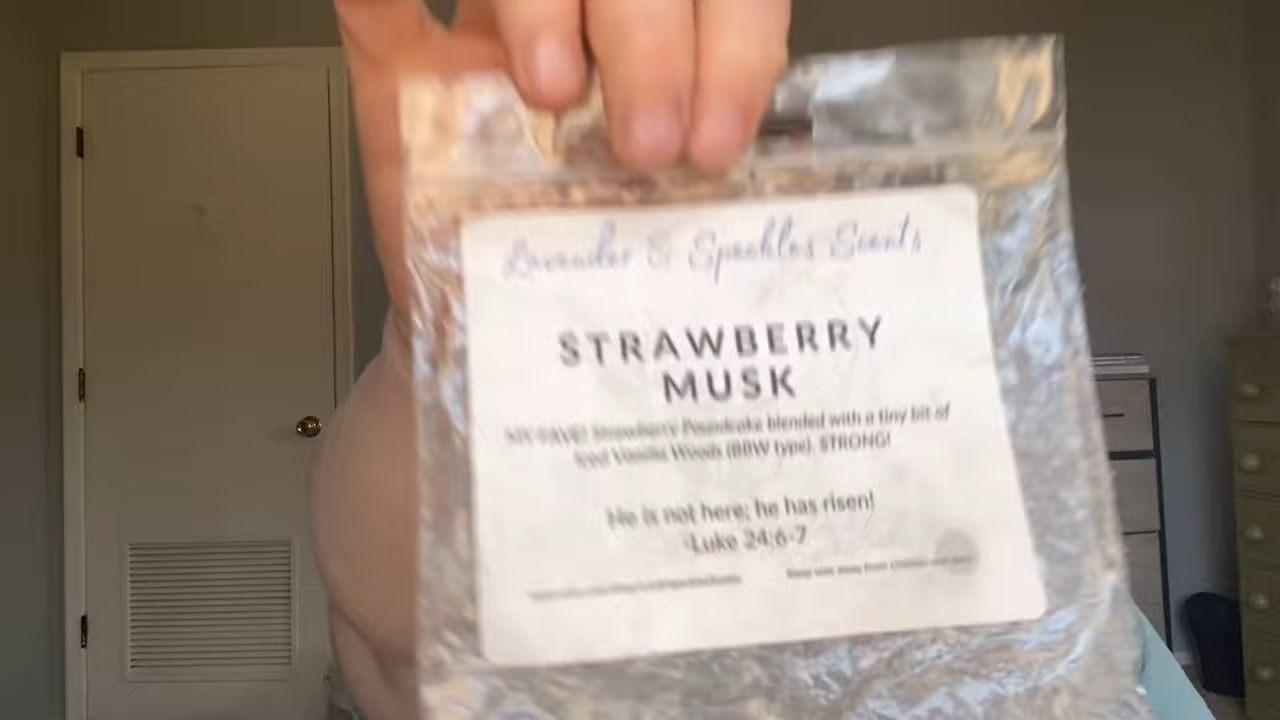 Lavender & Speckles Scents
STRAWBERRY
MUSK
MY FAVE! Strawberry Poundcake blended with a tiny bit of
Iced Vanilla Woods (BBW type). STRONG!
He is not here; he has risen!
-Luke 24:6-7